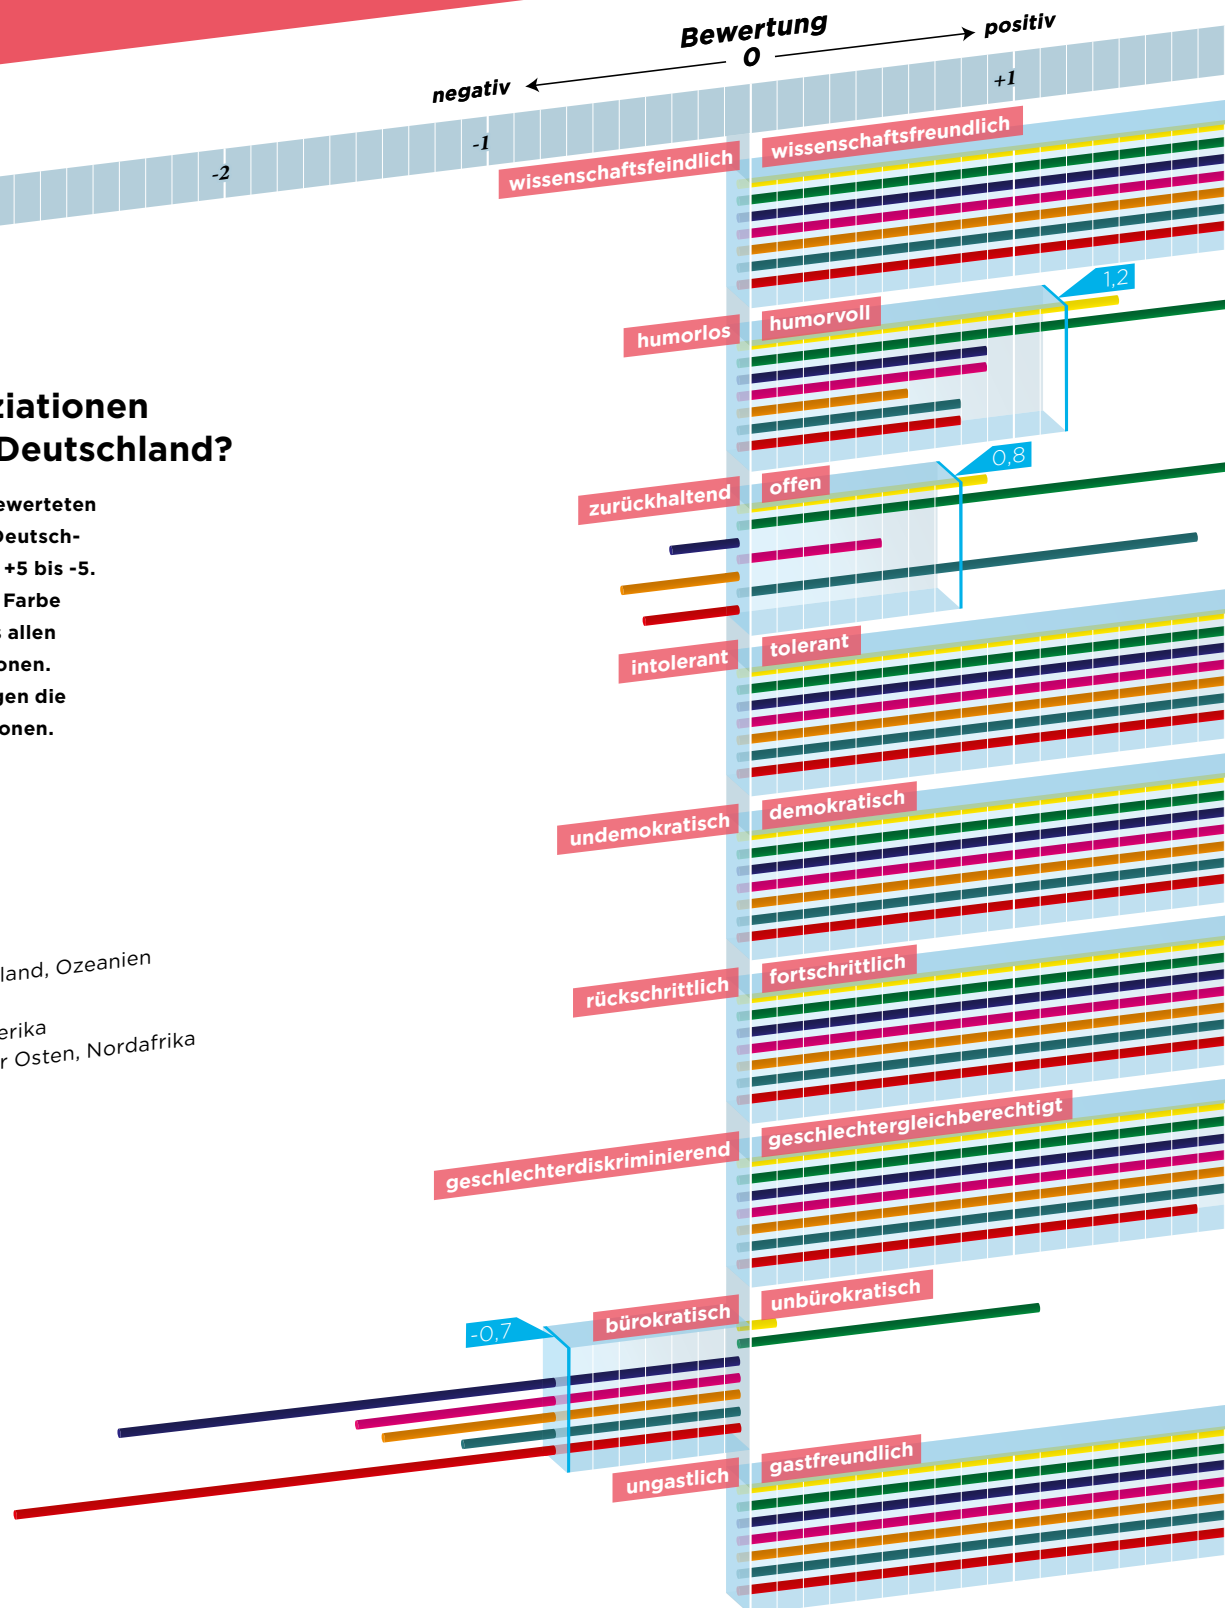 Bewertung
negativ
0
positiv
-2
-1
+1
wissenschaftsfeindlich
wissenschaftsfreundlich
1,2
humorlos
humorvoll
ziationen
Deutschland?
0,8
zurückhaltend
offen
ewerteten
Deutsch-
+5 bis -5.
Farbe
s allen
onen.
gen die
onen.
intolerant
tolerant
undemokratisch
demokratisch
land, Ozeanien
erika
r Osten, Nordafrika
rückschrittlich
fortschrittlich
geschlechterdiskriminierend
geschlechtergleichberechtigt
-0,7
bürokratisch
unbürokratisch
ungastlich
gastfreundlich